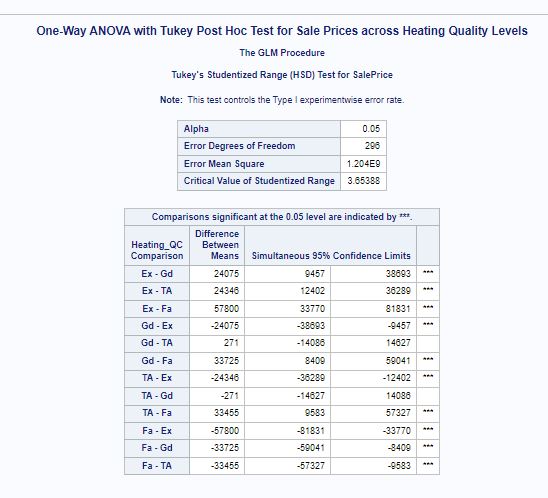 One-Way ANOVA with Tukey Post Hoc Test for Sale Prices across Heating Quality Levels
The GLM Procedure
Tukey's Studentized Range (HSD) Test for SalePrice
Note: This test controls the Type I experimentwise error rate.
Alpha 0.05
Error Degrees of Freedom 296
Error Mean Square 1.204E9
Critical Value of Studentized Range 3.65388
Comparisons significant at the 0.05 level are indicated by ***.
Heating_QC Comparison Difference Between Means Simultaneous 95% Confidence Limits
Ex - Gd 24075 9457 38693 ***
Ex - TA 24346 12402 36289 ***
Ex - Fa 57800 33770 81831 ***
Gd - Ex -24075 -38693 -9457 ***
Gd - TA 271 -14086 14627
Gd - Fa 33725 8409 59041 ***
TA - Ex -24346 -36289 -12402 ***
TA - Gd -271 -14627 14086
TA - Fa 33455 9583 57327 ***
Fa - Ex -57800 -81831 -33770 ***
Fa - Gd -33725 -59041 -8409 ***
Fa - TA -33455 -57327 -9583 ***